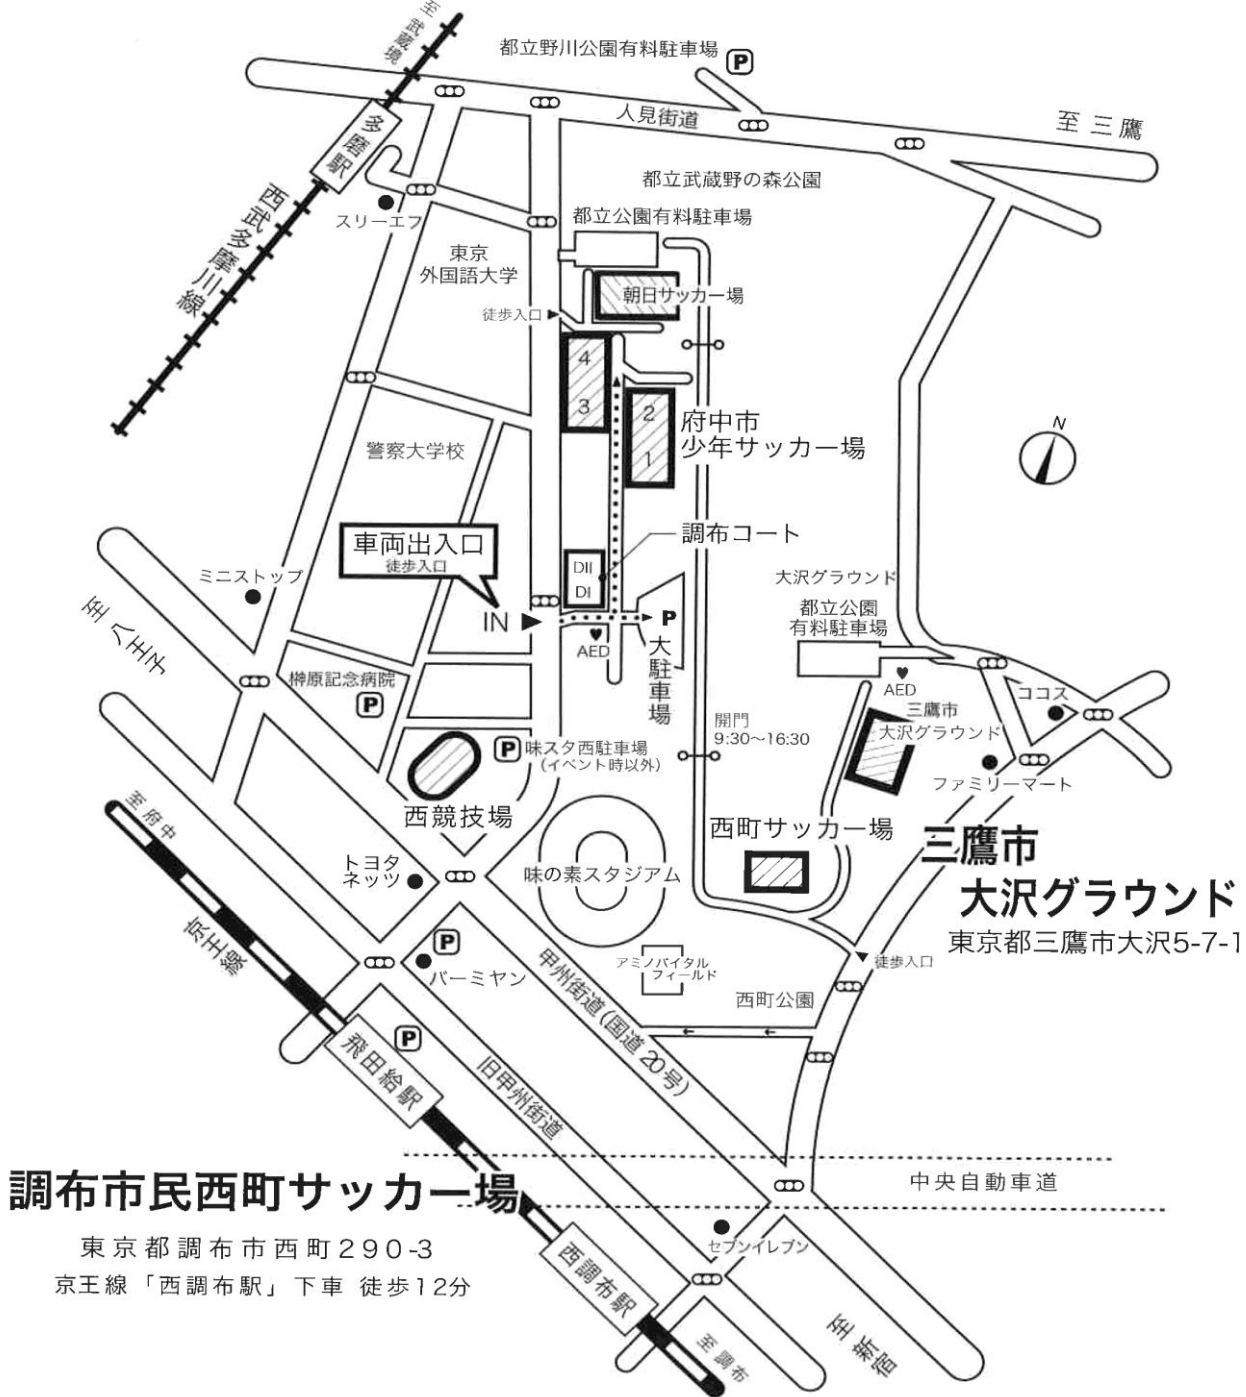 至 武蔵境
都立野川公園有料駐車場
P
人見街道
至 三鷹
多磨駅
西武多摩川線
スリーエフ
都立武蔵野の森公園
都立公園有料駐車場
東京
外国語大学
朝日サッカー場
徒歩入口
4
3
2
1
府中市
少年サッカー場
N
警察大学校
車両出入口
徒歩入口
調布コート
DII
DI
IN
P
AED
大駐車場
大沢グラウンド
都立公園
有料駐車場
AED
ミニストップ
至 八王子
榊原記念病院
P
開門
9:30〜16:30
三鷹市
大沢グラウンド
ココス
ファミリーマート
P
味スタ西駐車場
(イベント時以外)
西競技場
西町サッカー場
三鷹市
大沢グラウンド
東京都三鷹市大沢5-7-1
至府中
京王線
トヨタ
ネッツ
味の素スタジアム
P
バーミヤン
アミノバイタル
フィールド
徒歩入口
西町公園
甲州街道(国道20号)
P
飛田給駅
旧甲州街道
中央自動車道
調布市民西町サッカー場
東京都調布市西町290-3
京王線「西調布駅」下車 徒歩12分
セブンイレブン
西調布駅
至調布
至新宿